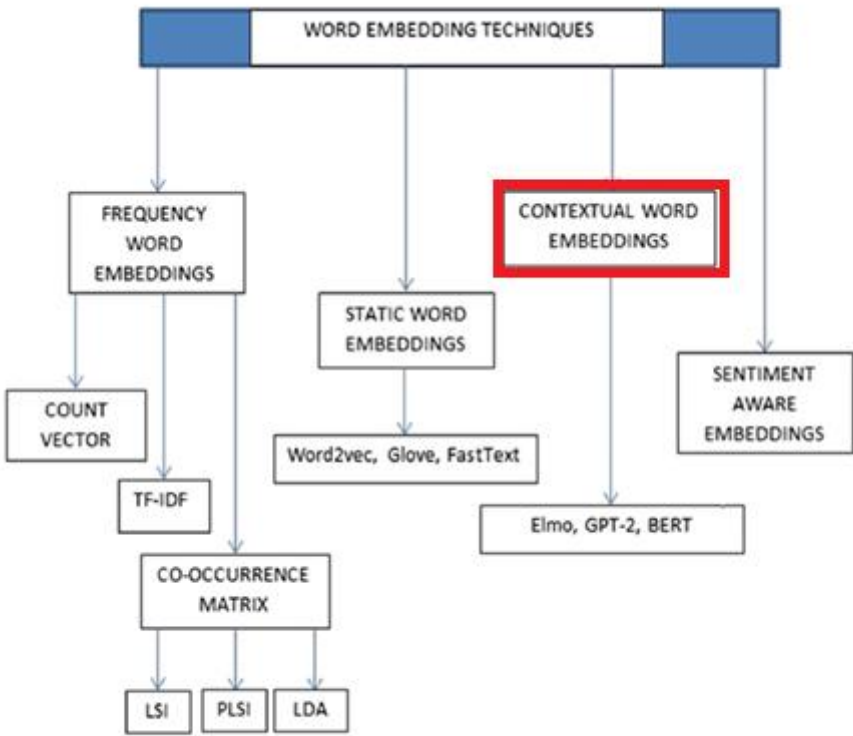 WORD EMBEDDING TECHNIQUES
FREQUENCY
WORD
EMBEDDINGS
CONTEXTUAL WORD
EMBEDDINGS
STATIC WORD
EMBEDDINGS
SENTIMENT
AWARE
EMBEDDINGS
COUNT
VECTOR
Word2vec, Glove, FastText
TF-IDF
Elmo, GPT-2, BERT
CO-OCCURRENCE
MATRIX
LSI
PLSI
LDA